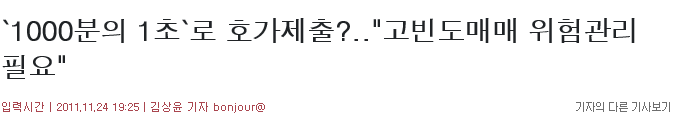 `1000분의 1초`로 호가제출?.."고빈도매매 위험관리
필요"
입력시간 | 2011.11.24 19:25 | 김상윤 기자 bonjour@ 기자의 다른 기사보기